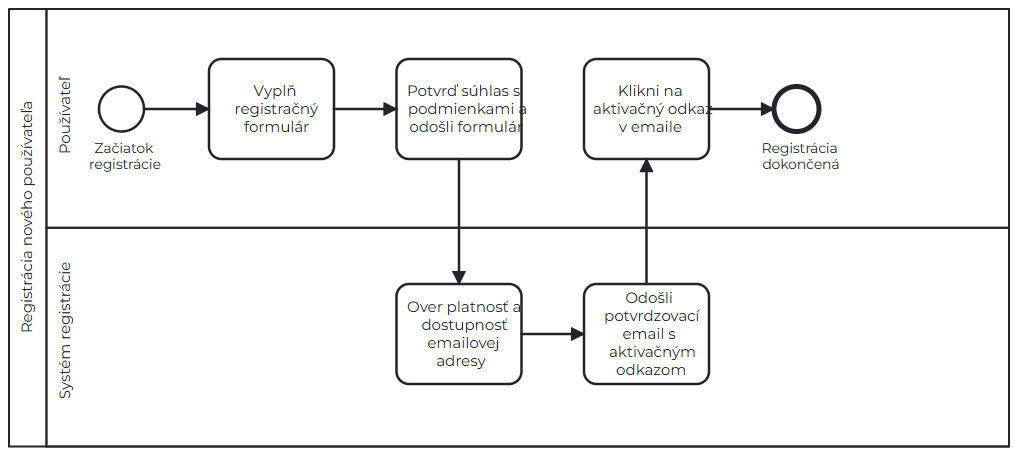 Registrácia nového používateľa
Používateľ
Začiatok
registrácie
Vyplň
registračný
formulár
Potvrď súhlas s
podmienkami a
odošli formulár
Klikni na
aktivačný odkaz
v emaile
Registrácia
dokončená
Systém registrácie
Over platnosť a
dostupnosť
emailovej
adresy
Odošli
potvrdzovací
email s
aktivačným
odkazom